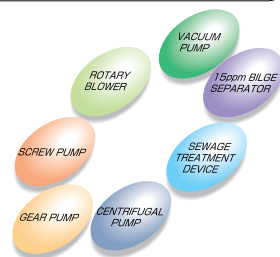 VACUUM
PUMP
15ppm BILGE
SEPARATOR
ROTARY
BLOWER
SEWAGE
TREATMENT
DEVICE
SCREW PUMP
CENTRIFUGAL
PUMP
GEAR PUMP